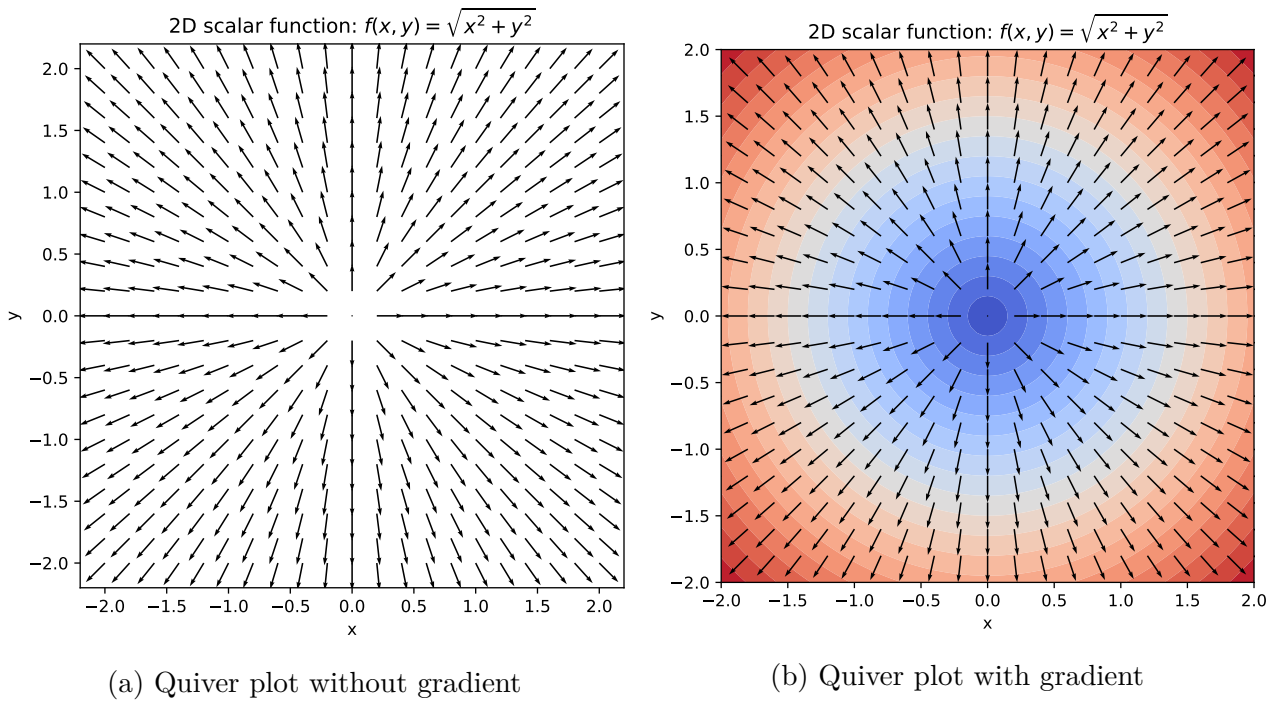 2D scalar function: f(x, y) = √x² + y²
2.0
1.5
1.0
0.5
0.0
−0.5
−1.0
−1.5
−2.0
y
−2.0 −1.5 −1.0 −0.5 0.0 0.5 1.0 1.5 2.0
x
(a) Quiver plot without gradient
2D scalar function: f(x, y) = √x² + y²
2.0
1.5
1.0
0.5
0.0
−0.5
−1.0
−1.5
−2.0
y
−2.0 −1.5 −1.0 −0.5 0.0 0.5 1.0 1.5 2.0
x
(b) Quiver plot with gradient